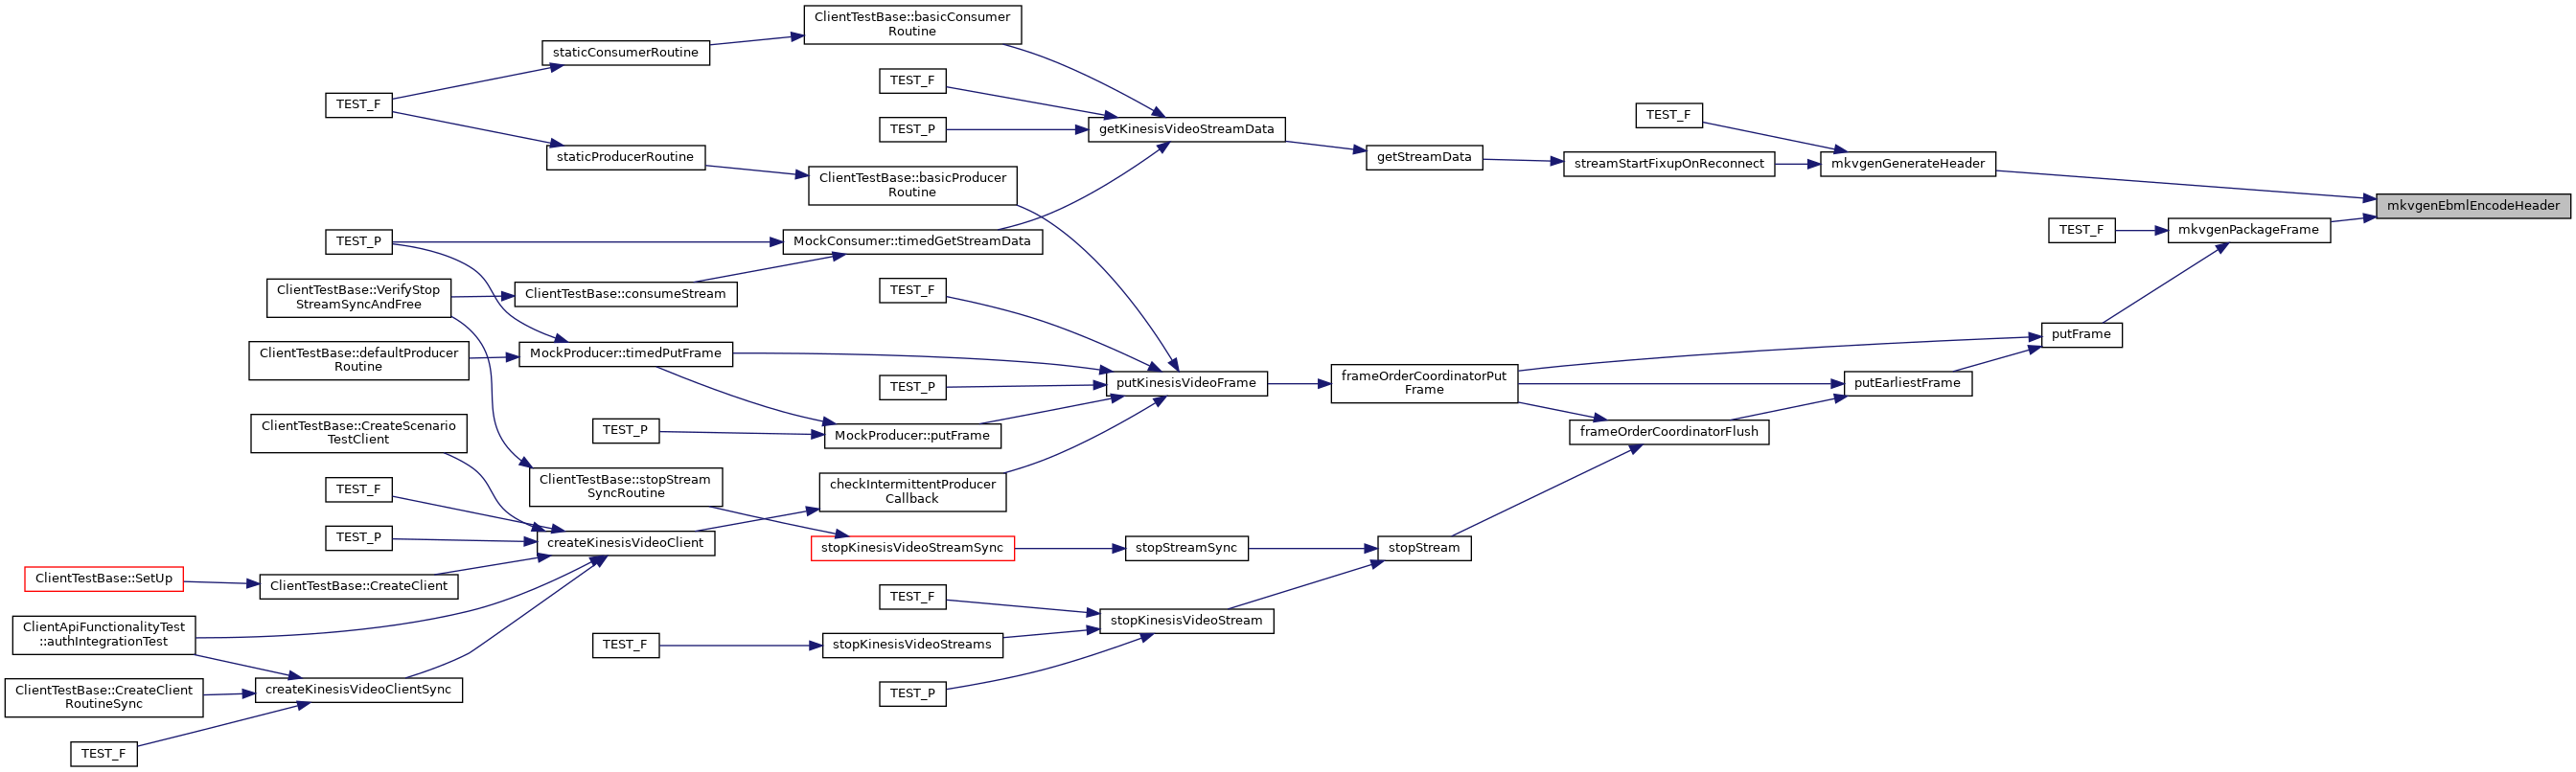 ClientTestBase::basicConsumer
Routine
staticConsumerRoutine
TEST_F
TEST_F
TEST_F
TEST_P
getKinesisVideoStreamData
staticProducerRoutine
getStreamData
streamStartFixupOnReconnect
mkvgenGenerateHeader
ClientTestBase::basicProducer
Routine
mkvgenEbmlEncodeHeader
TEST_F
mkvgenPackageFrame
TEST_P
MockConsumer::timedGetStreamData
ClientTestBase::VerifyStop
StreamSyncAndFree
ClientTestBase::consumeStream
TEST_F
putFrame
ClientTestBase::defaultProducer
Routine
MockProducer::timedPutFrame
TEST_P
putKinesisVideoFrame
frameOrderCoordinatorPut
Frame
putEarliestFrame
ClientTestBase::CreateScenario
TestClient
TEST_P
MockProducer::putFrame
frameOrderCoordinatorFlush
TEST_F
ClientTestBase::stopStream
SyncRoutine
checkIntermittentProducer
Callback
TEST_P
createKinesisVideoClient
stopKinesisVideoStreamSync
stopStreamSync
stopStream
ClientTestBase::SetUp
ClientTestBase::CreateClient
TEST_F
ClientApiFunctionalityTest
::authIntegrationTest
TEST_F
stopKinesisVideoStreams
stopKinesisVideoStream
ClientTestBase::CreateClient
RoutineSync
createKinesisVideoClientSync
TEST_P
TEST_F